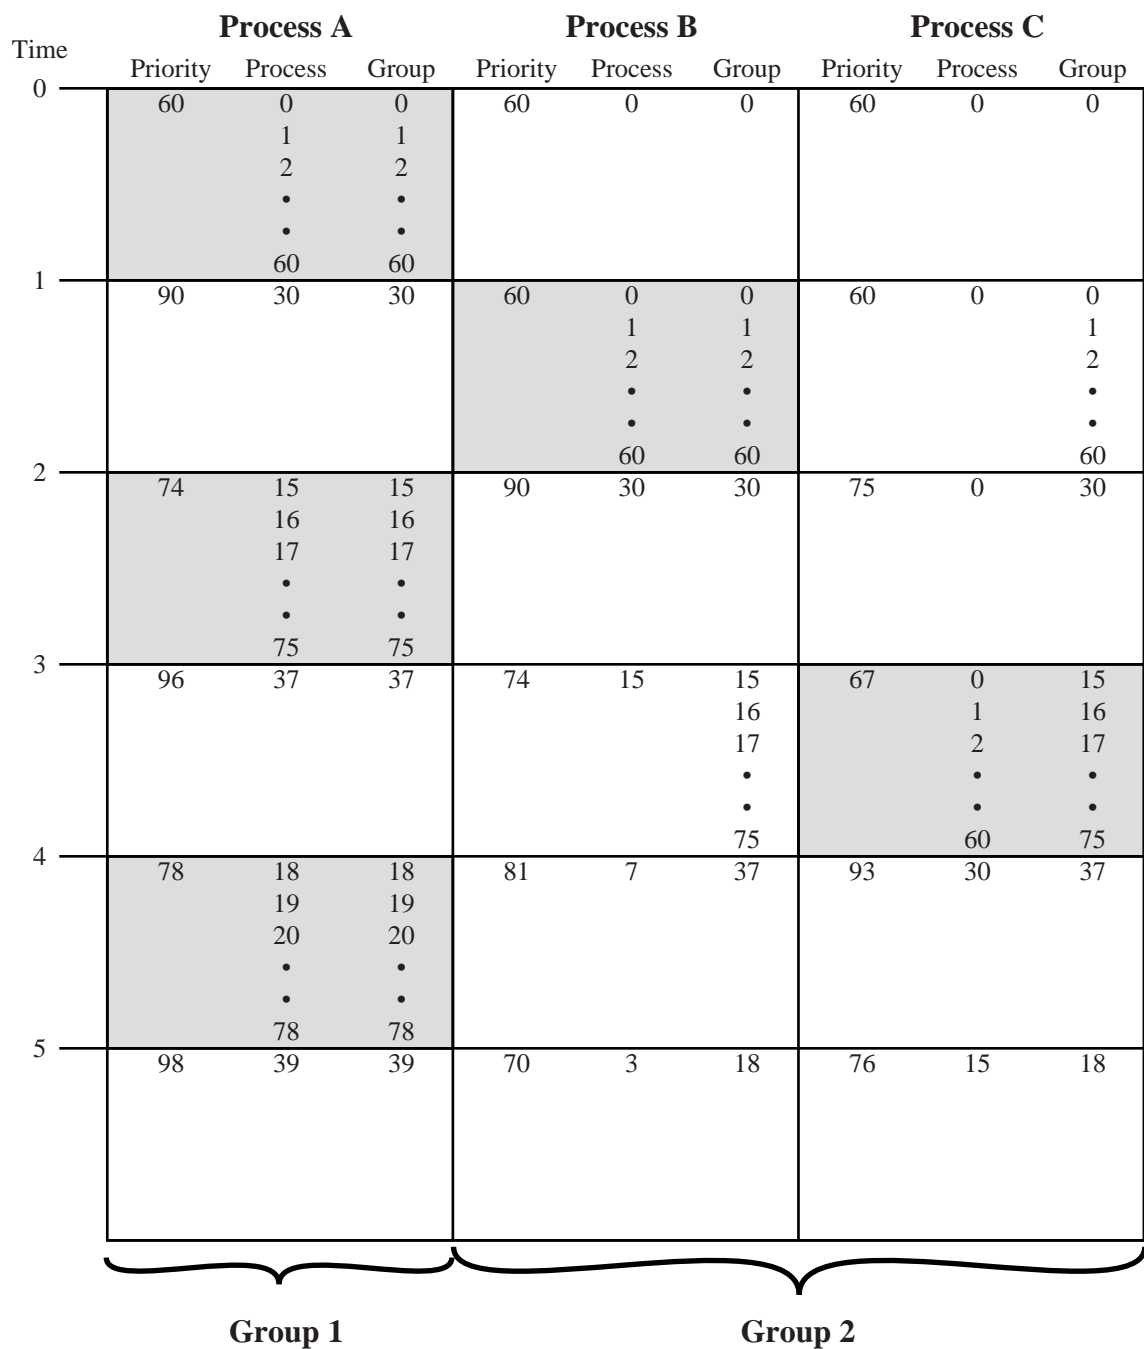 Process A Process B Process C
Time
Priority Process Group Priority Process Group Priority Process Group
0
60 0 0 60 0 0 60 0 0
1 1
2 2
• •
• •
60 60
1
90 30 30 60 0 0 60 0 0
1 1 1
2 2 2
• • •
• • •
60 60 60
2
74 15 15 90 30 30 75 0 30
16 16
17 17
• •
• •
75 75
3
96 37 37 74 15 15 67 0 15
16 1 16
17 2 17
• • •
• • •
75 60 75
4
78 18 18 81 7 37 93 30 37
19 19
20 20
• •
• •
78 78
5
98 39 39 70 3 18 76 15 18
Group 1 Group 2